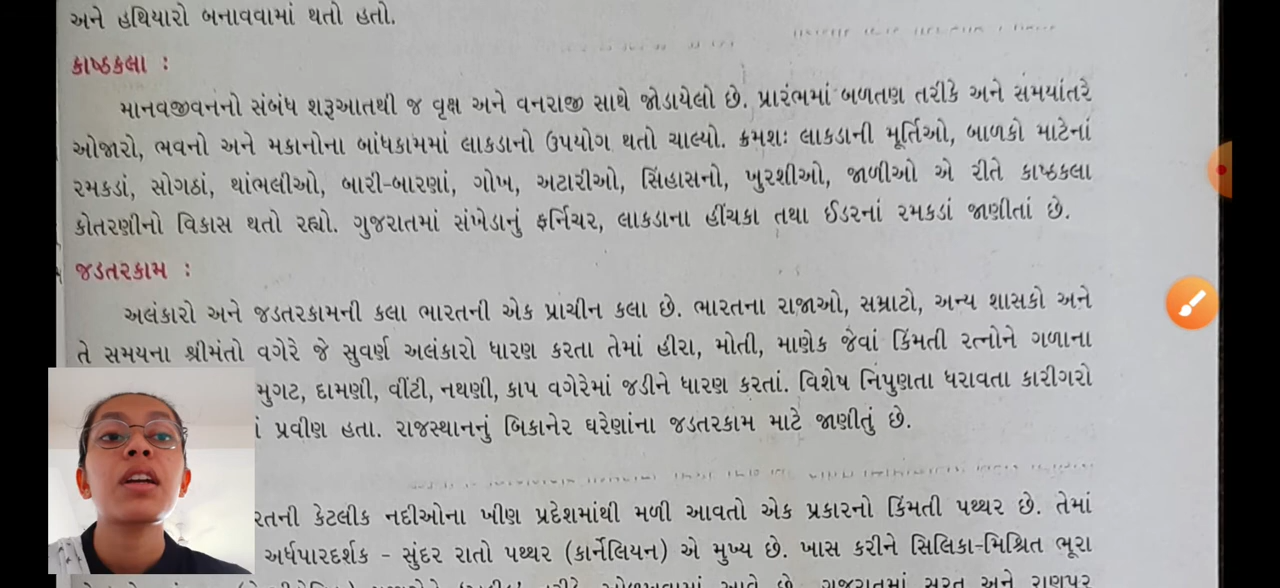 અને હથિયારો બનાવવામાં થતો હતો.
કાષ્ઠકલા :
માનવજીવનનો સંબંધ શરૂઆતથી જ વૃક્ષ અને વનરાજી સાથે જોડાયેલો છે. પ્રારંભમાં બળતણ તરીકે અને સમયાંતરે
ઓજારો, ભવનો અને મકાનોના બાંધકામમાં લાકડાનો ઉપયોગ થતો ચાલ્યો. ક્રમશઃ લાકડાની મૂર્તિઓ, બાળકો માટેનાં
રમકડાં, સોગઠાં, થાંભલીઓ, બારી-બારણાં, ગોખ, અટારીઓ, સિંહાસનો, ખુરશીઓ, જાળીઓ એ રીતે કાષ્ઠકલા
કોતરણીનો વિકાસ થતો રહ્યો. ગુજરાતમાં સંખેડાનું ફર્નિચર, લાકડાના હીંચકા તથા ઈડરનાં રમકડાં જાણીતાં છે.
જડતરકામ :
અલંકારો અને જડતરકામની કલા ભારતની એક પ્રાચીન કલા છે. ભારતના રાજાઓ, સમ્રાટો, અન્ય શાસકો અને
તે સમયના શ્રીમંતો વગેરે જે સુવર્ણ અલંકારો ધારણ કરતા તેમાં હીરા, મોતી, માણેક જેવાં કિંમતી રત્નોને ગળાના
મુગટ, દામણી, વીંટી, નથણી, કાપ વગેરેમાં જડીને ધારણ કરતાં. વિશેષ નિપુણતા ધરાવતા કારીગરો
પ્રવીણ હતા. રાજસ્થાનનું બિકાનેર ઘરેણાંના જડતરકામ માટે જાણીતું છે.
રતની કેટલીક નદીઓના ખીણ પ્રદેશમાંથી મળી આવતો એક પ્રકારનો કિંમતી પથ્થર છે. તેમાં
અર્ધપારદર્શક - સુંદર રાતો પથ્થર (કાર્નેલિયન) એ મુખ્ય છે. ખાસ કરીને સિલિકા-મિશ્રિત ભૂરા
ગુજરાતમાં સુરત અને રાણપુર